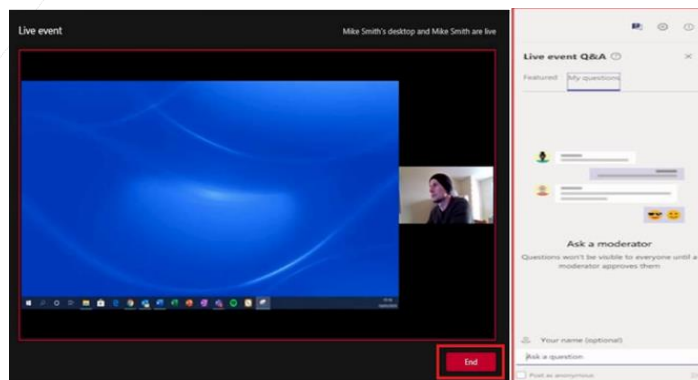 Live event
Mike Smith's desktop and Mike Smith are live
End
Live event Q&A
Featured
My questions
Ask a moderator
Questions won't be visible to everyone until a
moderator approves them
Your name (optional)
Ask a question
Post as anonymous